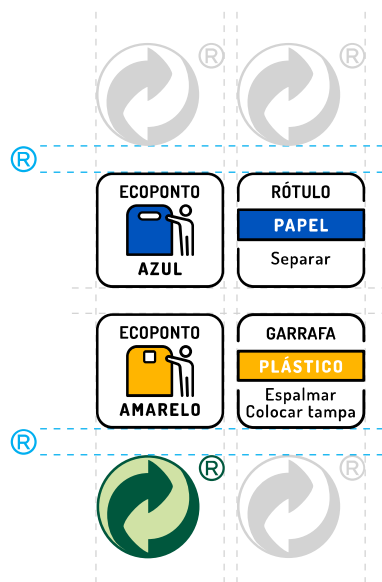 ®
®
®
ECOPONTO
AZUL
RÓTULO
PAPEL
Separar
ECOPONTO
AMARELO
GARRAFA
PLÁSTICO
Espalmar
Colocar tampa
®
®
®